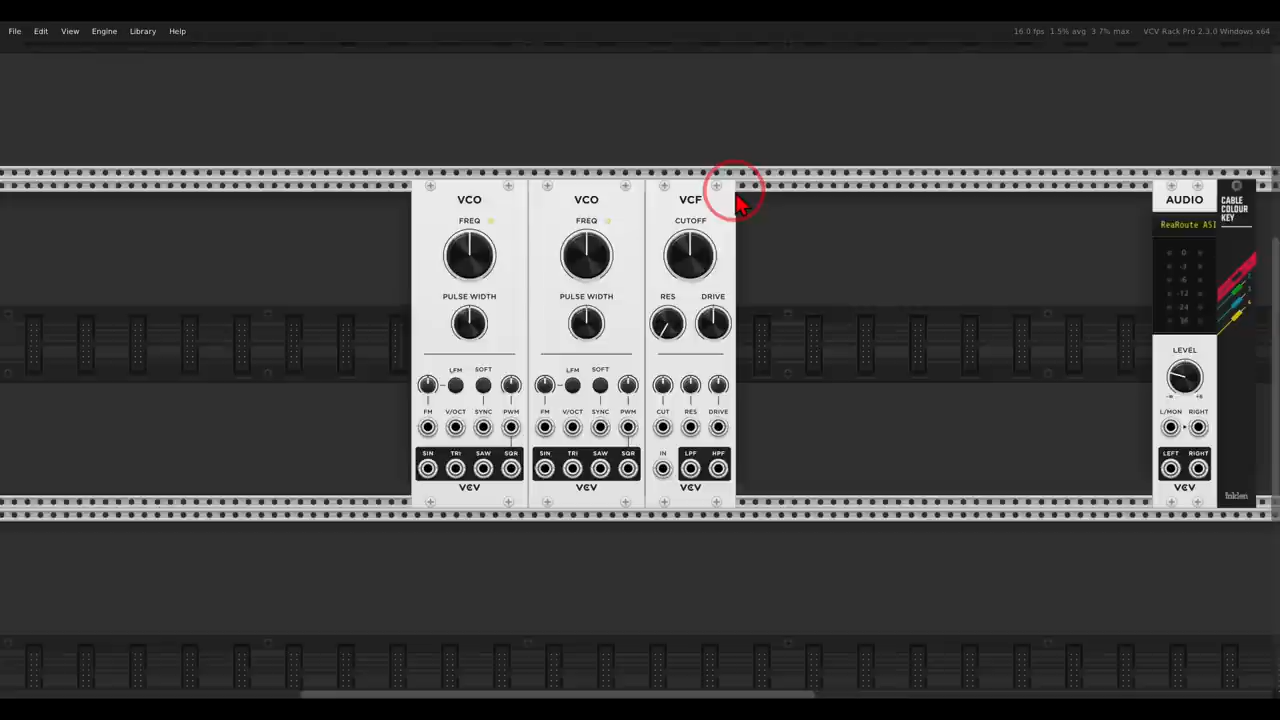 File Edit View Engine Library Help
16.0 fps 1.5% avg 3.7% max VCV Rack Pro 2.3.0 Windows x64
VCO
FREQ
PULSE WIDTH
LFM SOFT
FM V/OCT SYNC PWM
SIN TRI SAW SQR
VCV
VCO
FREQ
PULSE WIDTH
LFM SOFT
FM V/OCT SYNC PWM
SIN TRI SAW SQR
VCV
VCF
CUTOFF
RES DRIVE
CUT RES DRIVE
IN LPF HPF
VCV
AUDIO
ReaRoute ASI
0
-3
-6
-12
-24
-36
LEVEL
L/MON RIGHT
LEFT RIGHT
VCV
CABLE
COLOUR
KEY